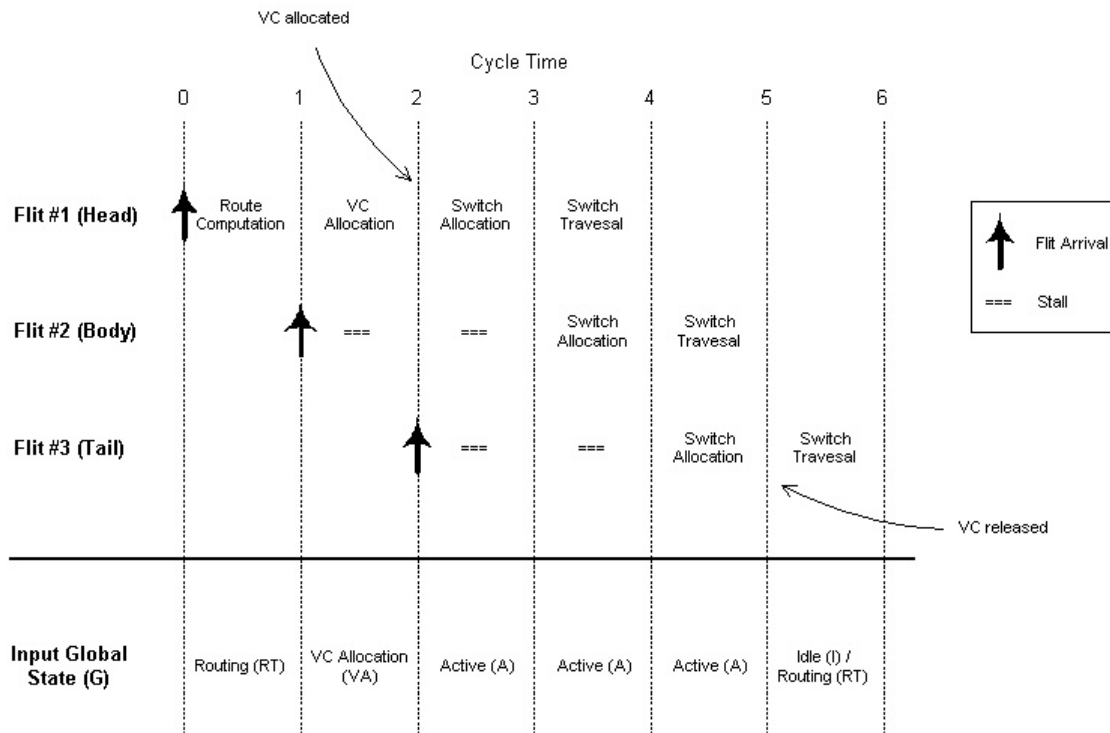 VC allocated
Cycle Time
0 1 2 3 4 5 6
Flit #1 (Head)
Route
Computation
VC
Allocation
Switch
Allocation
Switch
Travesal
Flit #2 (Body)
===
===
Switch
Allocation
Switch
Travesal
Flit #3 (Tail)
===
===
Switch
Allocation
Switch
Travesal
Flit Arrival
=== Stall
VC released
Input Global
State (G)
Routing (RT)
VC Allocation
(VA)
Active (A)
Active (A)
Active (A)
Idle (I) /
Routing (RT)